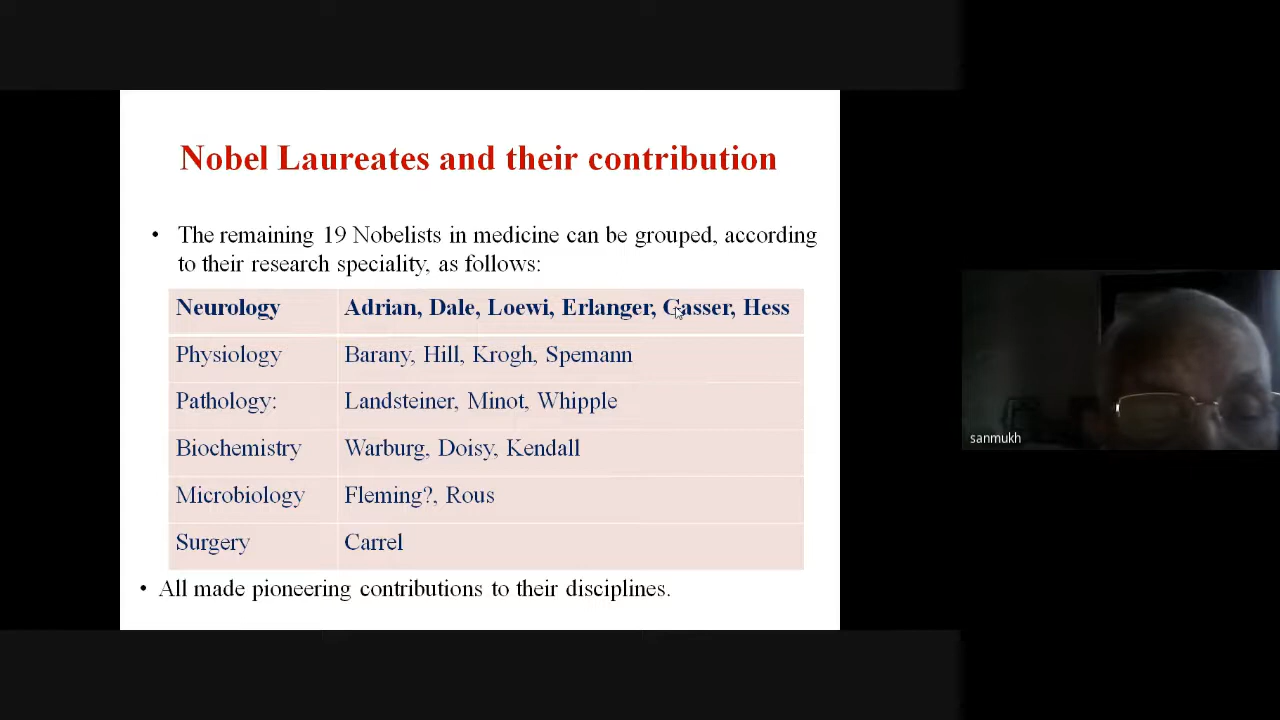 Nobel Laureates and their contribution
• The remaining 19 Nobelists in medicine can be grouped, according
to their research speciality, as follows:
Neurology Adrian, Dale, Loewi, Erlanger, Gasser, Hess
Physiology Barany, Hill, Krogh, Spemann
Pathology: Landsteiner, Minot, Whipple
Biochemistry Warburg, Doisy, Kendall
Microbiology Fleming?, Rous
Surgery Carrel
• All made pioneering contributions to their disciplines.
sanmukh